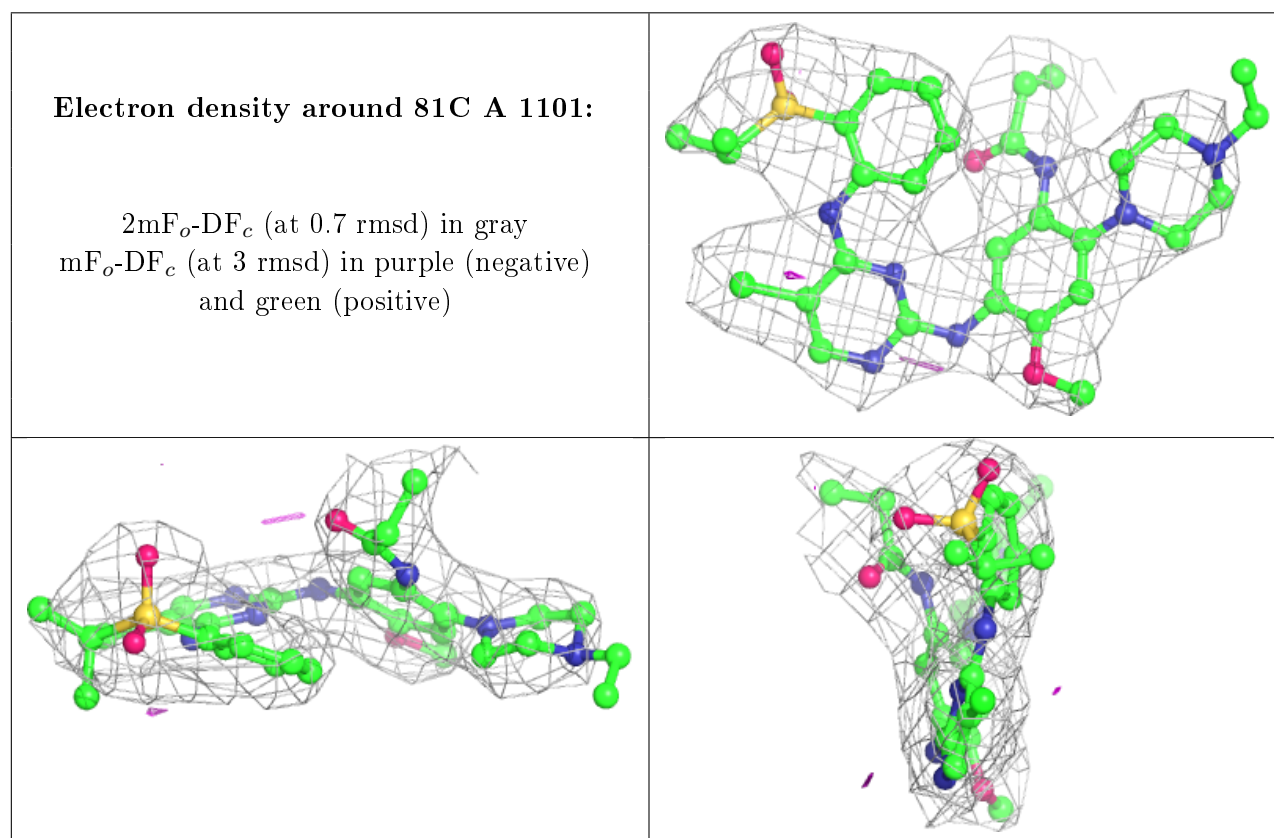 Electron density around 81C A 1101:
2mFo-DFc (at 0.7 rmsd) in gray
mFo-DFc (at 3 rmsd) in purple (negative)
and green (positive)